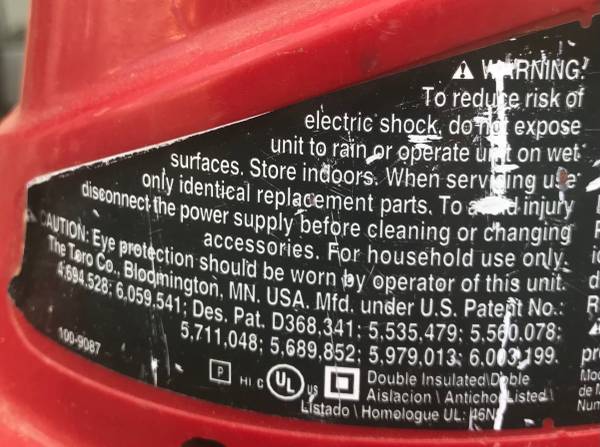 WARNING:
To reduce risk of
electric shock, do not expose
unit to rain or operate unit on wet
surfaces. Store indoors. When servicing use
only identical replacement parts. To avoid injury
disconnect the power supply before cleaning or changing
accessories. For household use only.
CAUTION: Eye protection should be worn by operator of this unit.
The Toro Co., Bloomington, MN. USA. Mfd. under U.S. Patent No.:
4,694,528; 6,059,541; Des. Pat. D368,341; 5,535,479; 5,560,078;
5,711,048; 5,689,852; 5,979,013; 6,003,199.
100-9087
P HI C UL US Double Insulated\Doble
Aislacion \ Anticho Listed \
Listado \ Homologue UL: 46N